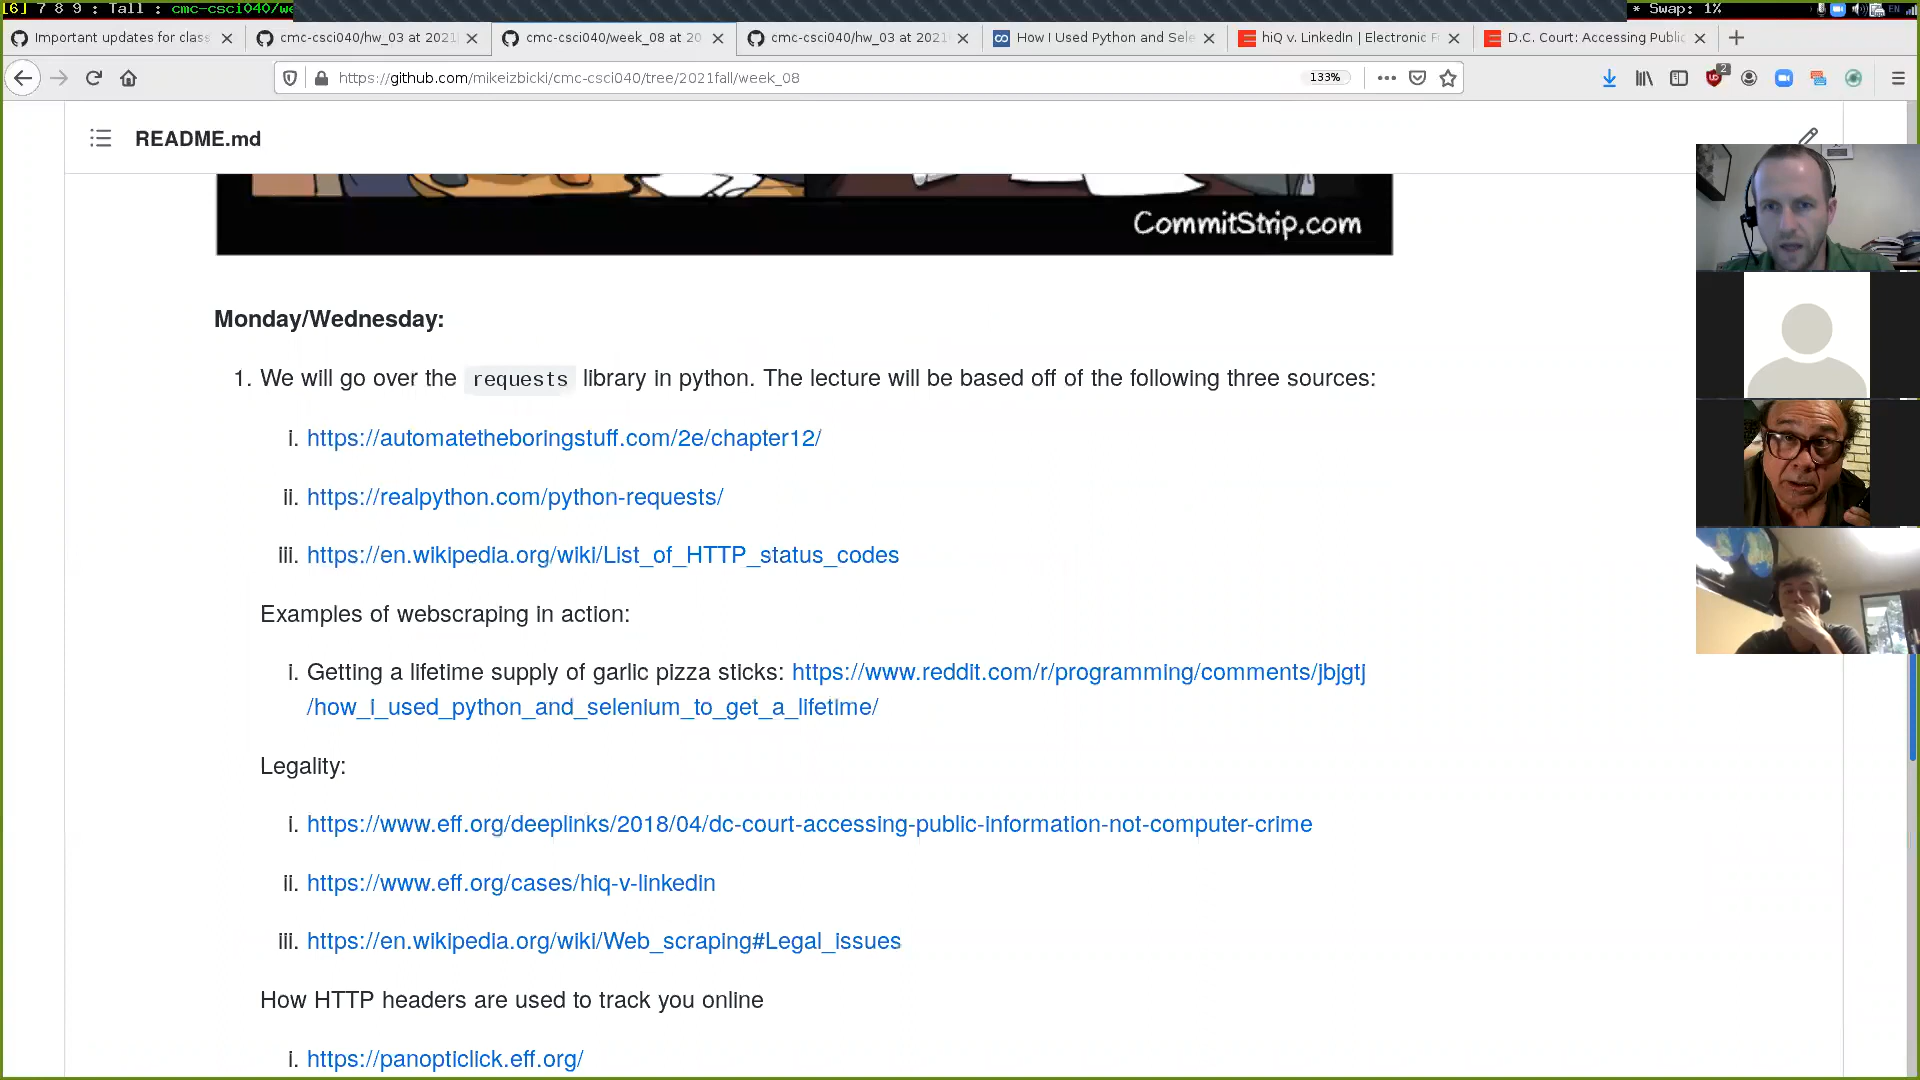 [6] 7 8 9 : Tall : cmc-csci040/we
* Swap: 1%
EN
Important updates for clas
cmc-csci040/hw_03 at 2021
cmc-csci040/week_08 at 20
cmc-csci040/hw_03 at 2021
How I Used Python and Sele
hiQ v. LinkedIn | Electronic F
D.C. Court: Accessing Public
https://github.com/mikeizbicki/cmc-csci040/tree/2021fall/week_08
133%
2
README.md
CommitStrip.com
Monday/Wednesday:
1. We will go over the requests library in python. The lecture will be based off of the following three sources:
i. https://automatetheboringstuff.com/2e/chapter12/
ii. https://realpython.com/python-requests/
iii. https://en.wikipedia.org/wiki/List_of_HTTP_status_codes
Examples of webscraping in action:
i. Getting a lifetime supply of garlic pizza sticks: https://www.reddit.com/r/programming/comments/jbjgtj
/how_i_used_python_and_selenium_to_get_a_lifetime/
Legality:
i. https://www.eff.org/deeplinks/2018/04/dc-court-accessing-public-information-not-computer-crime
ii. https://www.eff.org/cases/hiq-v-linkedin
iii. https://en.wikipedia.org/wiki/Web_scraping#Legal_issues
How HTTP headers are used to track you online
i. https://panopticlick.eff.org/